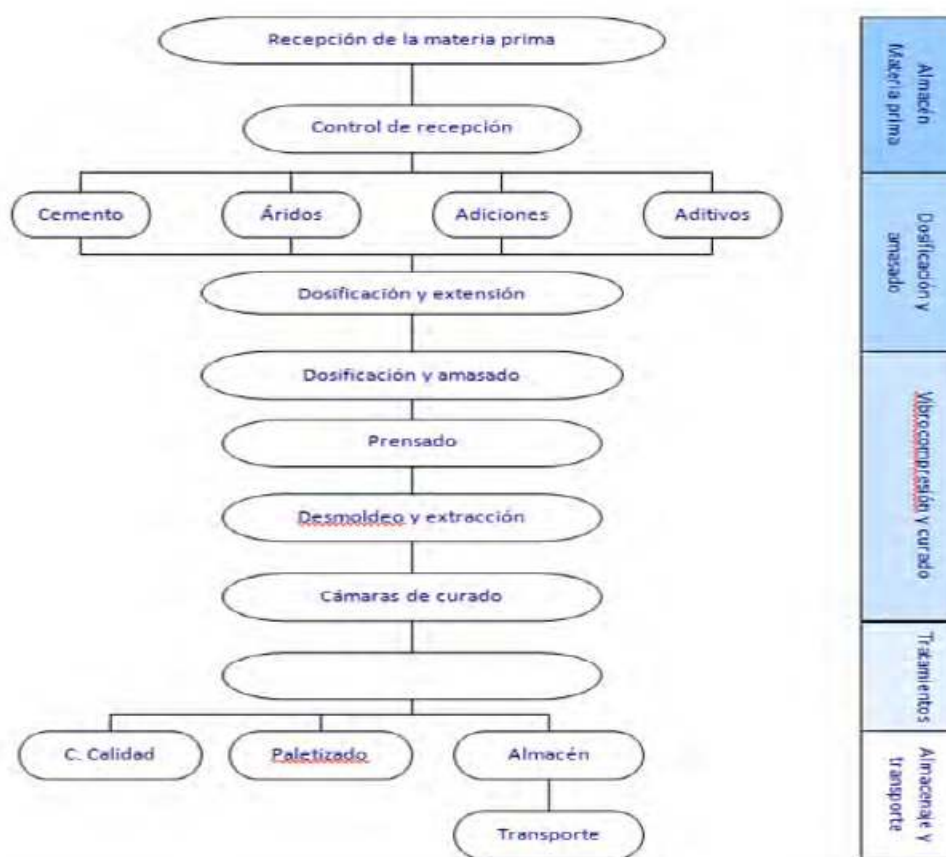 Recepción de la materia prima
Control de recepción
Cemento
Áridos
Adiciones
Aditivos
Dosificación y extensión
Dosificación y amasado
Prensado
Desmoldeo y extracción
Cámaras de curado
C. Calidad
Paletizado
Almacén
Transporte
Almacén
Materia prima
Dosificación y
amasado
Vibrocompresión y curado
Tratamientos
Almacenaje y
transporte